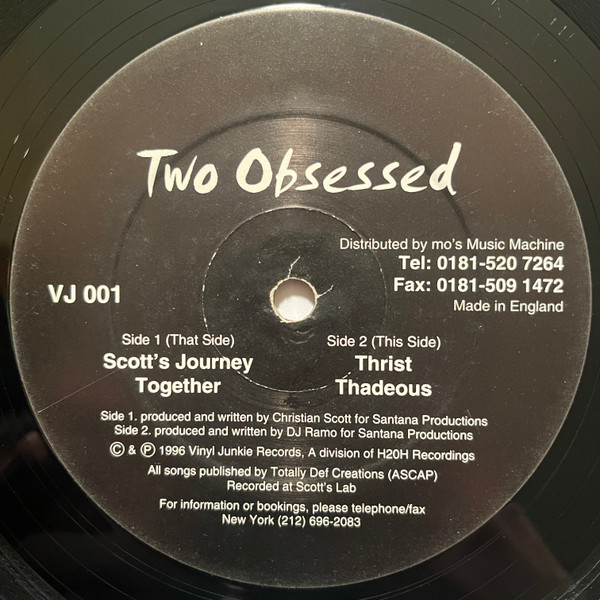 Two Obsessed
Distributed by mo's Music Machine
Tel: 0181-520 7264
Fax: 0181-509 1472
Made in England
VJ 001
Side 1 (That Side)
Scott's Journey
Together
Side 2 (This Side)
Thrist
Thadeous
Side 1. produced and written by Christian Scott for Santana Productions
Side 2. produced and written by DJ Ramo for Santana Productions
© & ℗ 1996 Vinyl Junkie Records, A division of H20H Recordings
All songs published by Totally Def Creations (ASCAP)
Recorded at Scott's Lab
For information or bookings, please telephone/fax
New York (212) 696-2083